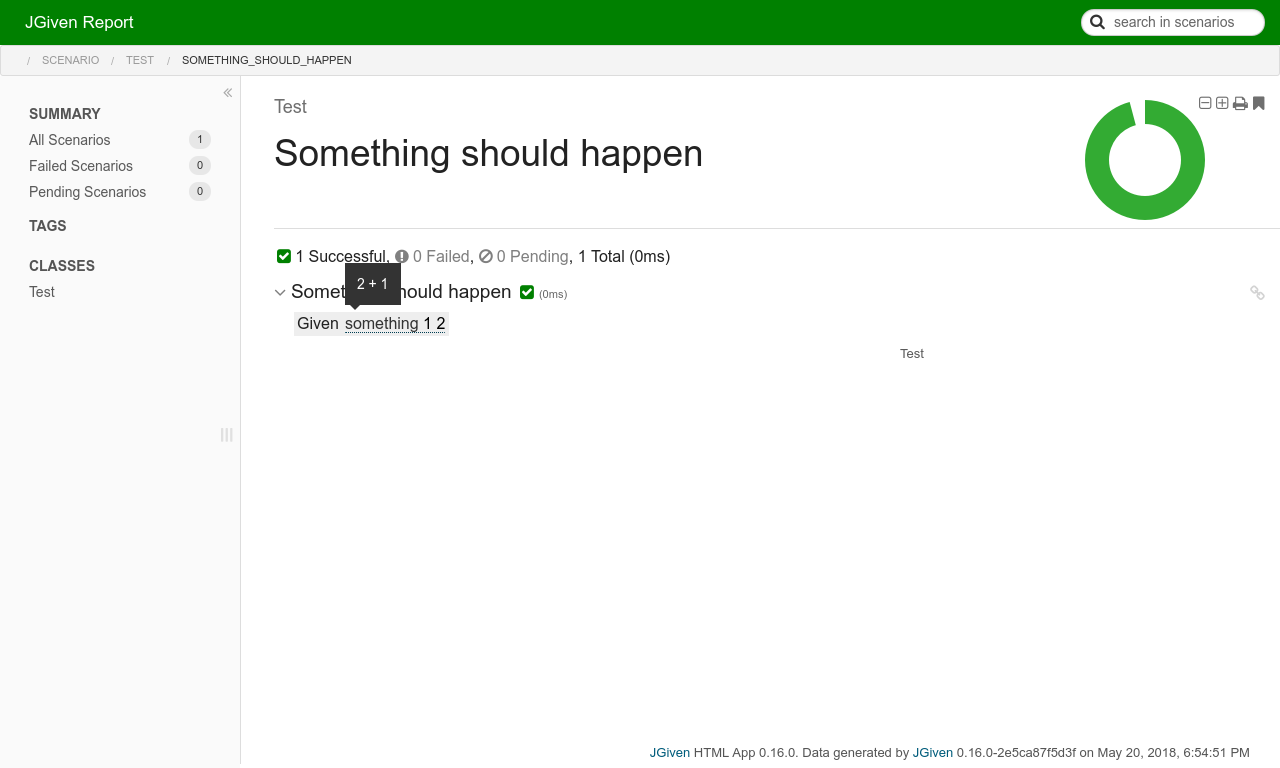 JGiven Report
search in scenarios
/ SCENARIO / TEST / SOMETHING_SHOULD_HAPPEN
«
SUMMARY
All Scenarios 1
Failed Scenarios 0
Pending Scenarios 0
TAGS
CLASSES
Test
Test
Something should happen
1 Successful, 0 Failed, 0 Pending, 1 Total (0ms)
2 + 1
Something should happen (0ms)
Given something 1 2
Test
JGiven HTML App 0.16.0. Data generated by JGiven 0.16.0-2e5ca87f5d3f on May 20, 2018, 6:54:51 PM